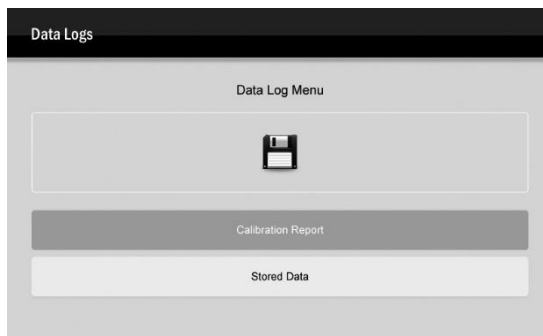 Data Logs
Data Log Menu
Calibration Report
Stored Data